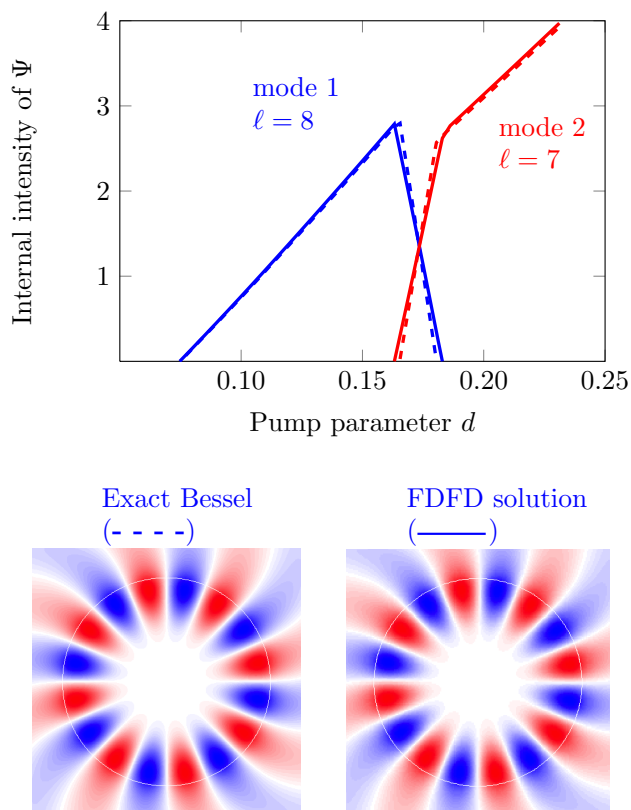 4
3
2
1
Internal intensity of Ψ
mode 1
ℓ = 8
mode 2
ℓ = 7
0.10 0.15 0.20 0.25
Pump parameter d
Exact Bessel
( )
FDFD solution
( )